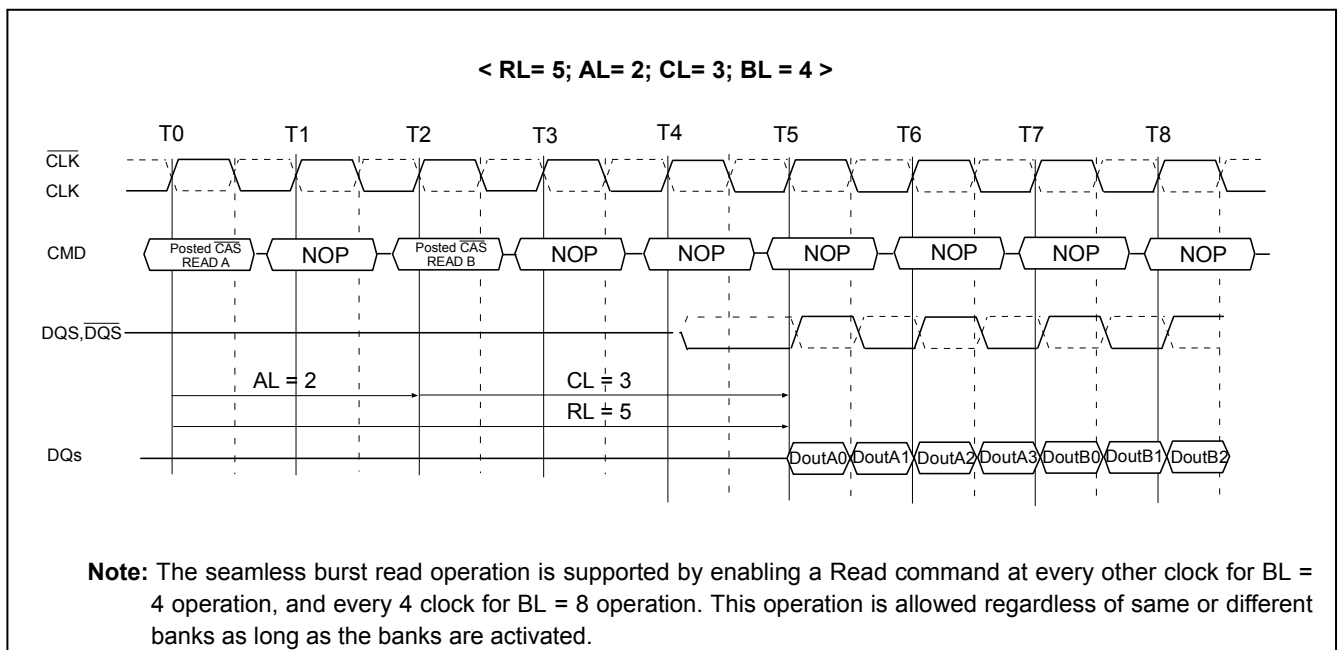 < RL= 5; AL= 2; CL= 3; BL = 4 >
T0 T1 T2 T3 T4 T5 T6 T7 T8
CLK
CLK
CMD
Posted CAS
READ A
NOP
Posted CAS
READ B
NOP
NOP
NOP
NOP
NOP
NOP
DQS,DQS
AL = 2
CL = 3
RL = 5
DQs
DoutA0 DoutA1 DoutA2 DoutA3 DoutB0 DoutB1 DoutB2
Note: The seamless burst read operation is supported by enabling a Read command at every other clock for BL =
4 operation, and every 4 clock for BL = 8 operation. This operation is allowed regardless of same or different
banks as long as the banks are activated.